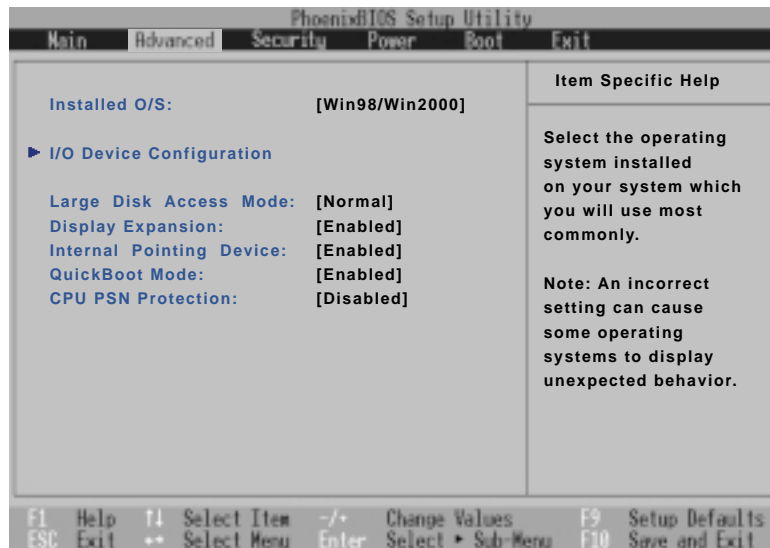 PhoenixBIOS Setup Utility
Main Advanced Security Power Boot Exit
Installed O/S: [Win98/Win2000]
▶ I/O Device Configuration
Large Disk Access Mode: [Normal]
Display Expansion: [Enabled]
Internal Pointing Device: [Enabled]
QuickBoot Mode: [Enabled]
CPU PSN Protection: [Disabled]
Item Specific Help
Select the operating
system installed
on your system which
you will use most
commonly.
Note: An incorrect
setting can cause
some operating
systems to display
unexpected behavior.
F1 Help ↑↓ Select Item -/+ Change Values F9 Setup Defaults
ESC Exit ↔ Select Menu Enter Select ▶ Sub-Menu F10 Save and Exit